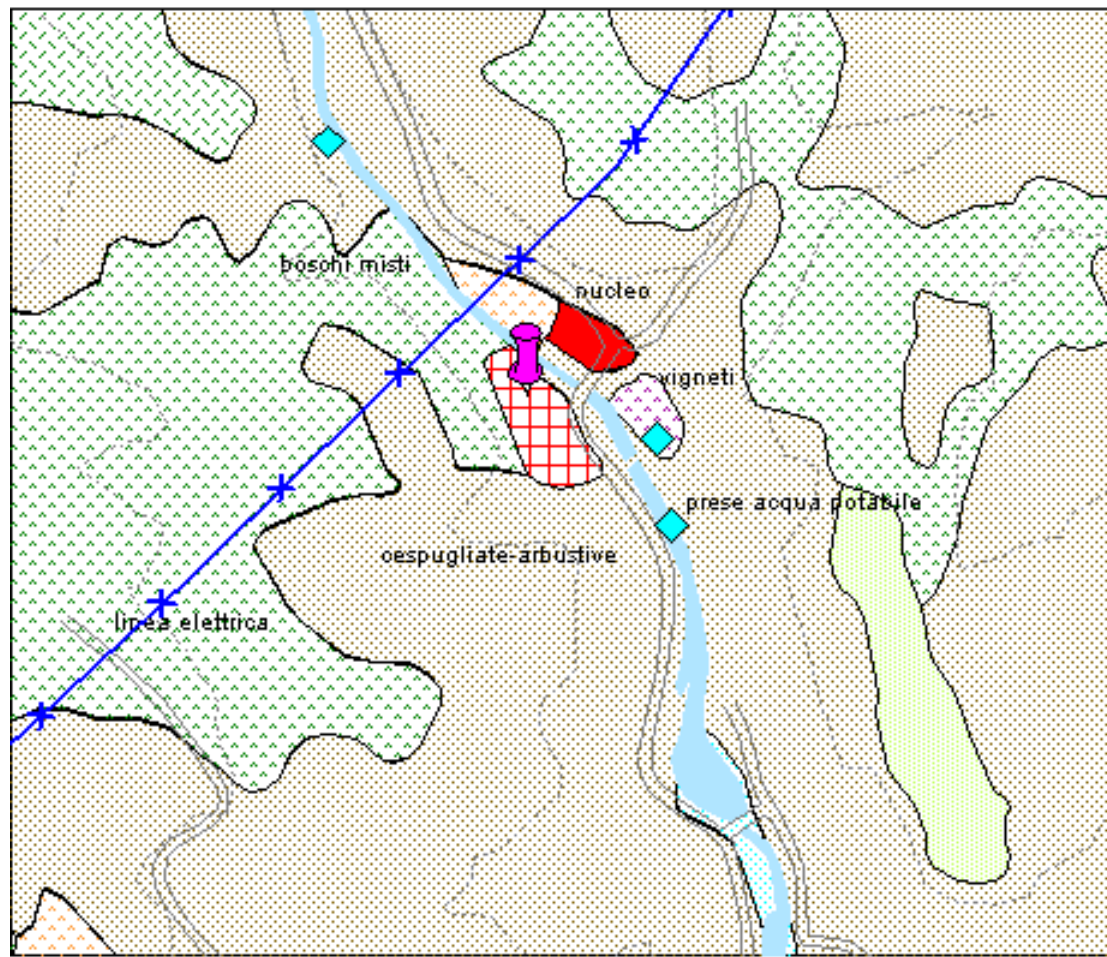 boschi misti
nucleo
vigneti
prese acqua potabile
cespugliate-arbustive
linea elettrica